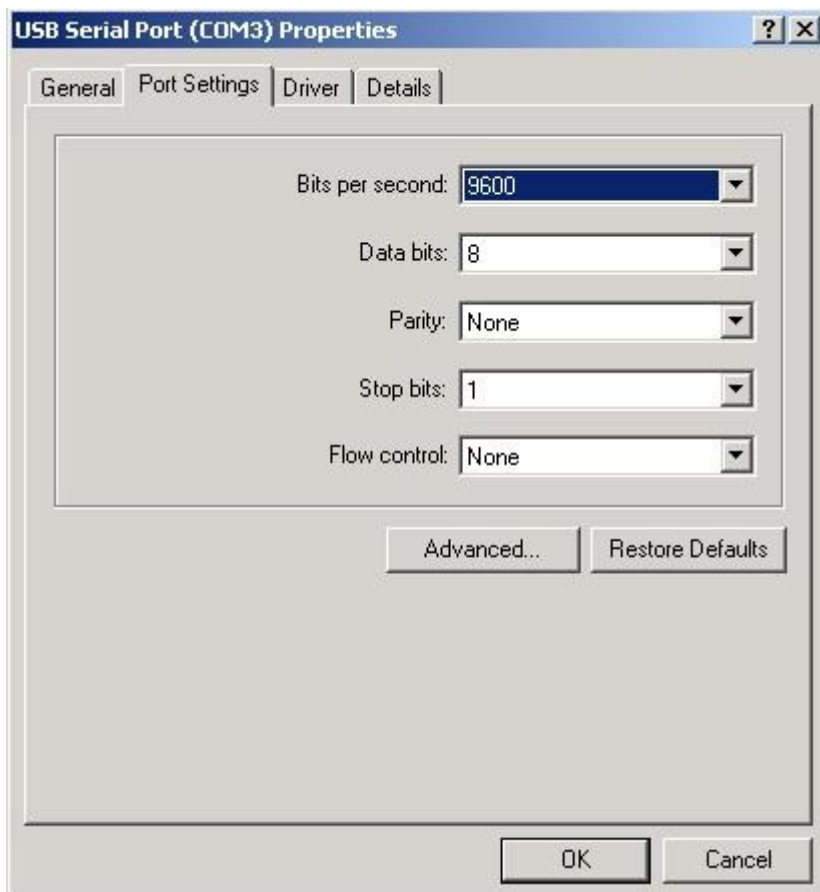 USB Serial Port (COM3) Properties
General Port Settings Driver Details
Bits per second: 9600
Data bits: 8
Parity: None
Stop bits: 1
Flow control: None
Advanced... Restore Defaults
OK Cancel